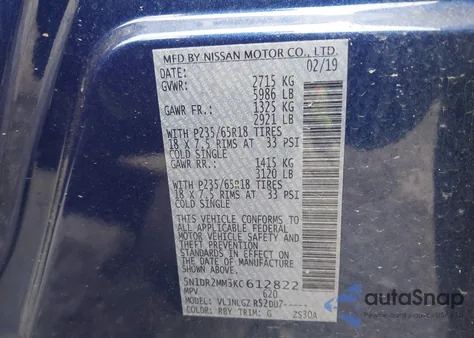 MFD BY NISSAN MOTOR CO., LTD.
DATE: 02/19
GVWR: 2715 KG
5986 LB
GAWR FR.: 1325 KG
2921 LB
WITH P235/65R18 TIRES
18 X 7.5 RIMS AT 33 PSI
COLD SINGLE
GAWR RR.: 1415 KG
3120 LB
WITH P235/65R18 TIRES
18 X 7.5 RIMS AT 33 PSI
COLD SINGLE
THIS VEHICLE CONFORMS TO
ALL APPLICABLE FEDERAL
MOTOR VEHICLE SAFETY AND
THEFT PREVENTION
STANDARDS IN EFFECT ON
THE DATE OF MANUFACTURE
SHOWN ABOVE.
5N1DR2MM5KC612822
MPV 620
MODEL:
COLOR: RBY TRIM: G 2S30A
autoSnap